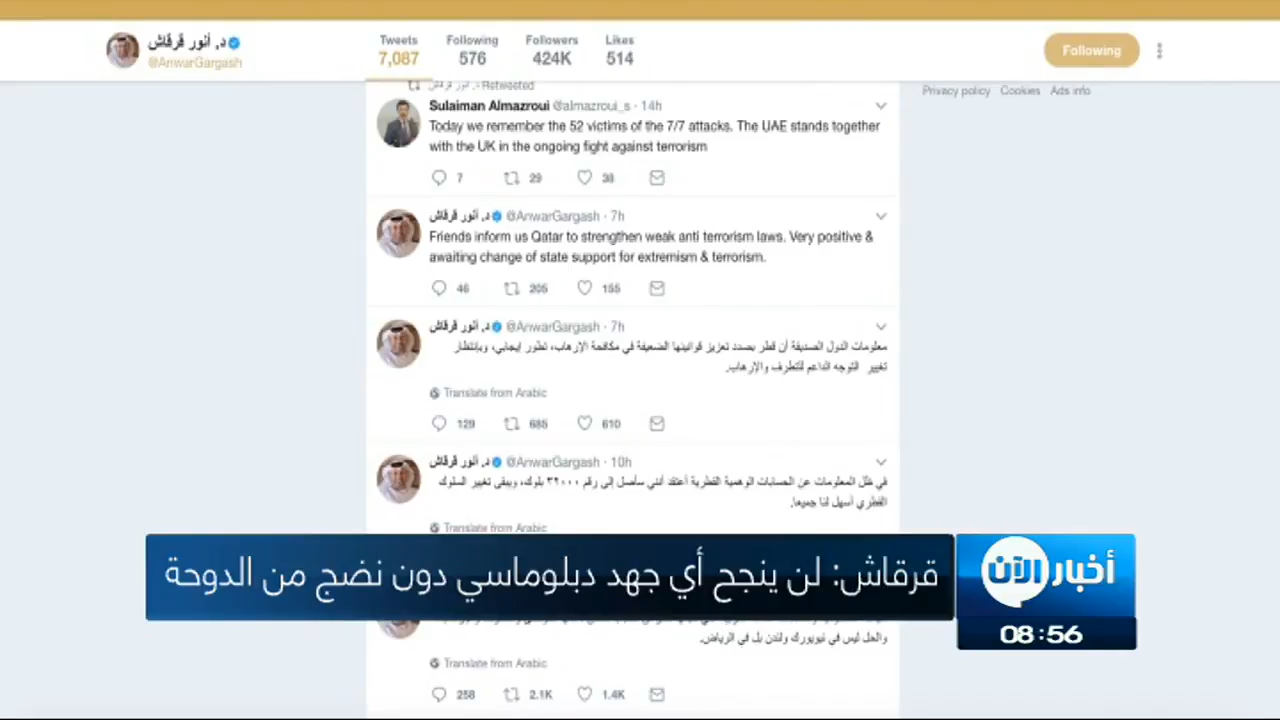 د. أنور قرقاش
@AnwarGargash
Tweets
7,087
Following
576
Followers
424K
Likes
514
Following
Privacy policy Cookies Ads info
د. أنور قرقاش Retweeted
Sulaiman Almazroui @almazroui_s · 14h
Today we remember the 52 victims of the 7/7 attacks. The UAE stands together
with the UK in the ongoing fight against terrorism
7 29 38
د. أنور قرقاش @AnwarGargash · 7h
Friends inform us Qatar to strengthen weak anti terrorism laws. Very positive &
awaiting change of state support for extremism & terrorism.
46 205 155
د. أنور قرقاش @AnwarGargash · 7h
معلومات الدول الصديقة أن قطر بصدد تعزيز قوانينها الضعيفة في مكافحة الإرهاب، تطور إيجابي، وبإنتظار
تغيير التوجه الداعم للتطرف والإرهاب.
Translate from Arabic
129 685 610
د. أنور قرقاش @AnwarGargash · 10h
في ظل المعلومات عن الحسابات الوهمية القطرية أعتقد أنني سأصل إلى رقم ٣٢٠٠٠ بلوك، ويبقى تغيير السلوك
القطري أسهل لنا جميعا.
Translate from Arabic
قرقاش: لن ينجح أي جهد دبلوماسي دون نضج من الدوحة
أخبار الآن
08:56
والحل ليس في نيويورك ولندن بل في الرياض.
Translate from Arabic
258 2.1K 1.4K